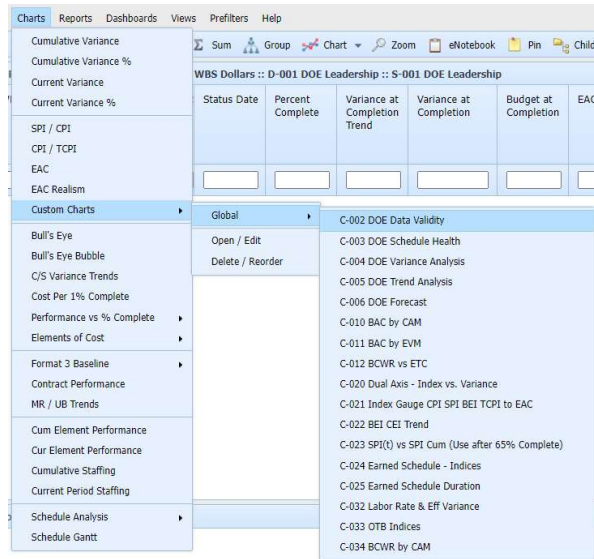 Charts Reports Dashboards Views Prefilters Help
Σ Sum Group Chart Zoom eNotebook Pin Child
WBS Dollars :: D-001 DOE Leadership :: S-001 DOE Leadership
Status Date
Percent
Complete
Variance at
Completion
Trend
Variance at
Completion
Budget at
Completion
EAC
Cumulative Variance
Cumulative Variance %
Current Variance
Current Variance %
SPI / CPI
CPI / TCPI
EAC
EAC Realism
Custom Charts
Bull's Eye
Bull's Eye Bubble
C/S Variance Trends
Cost Per 1% Complete
Performance vs % Complete
Elements of Cost
Format 3 Baseline
Contract Performance
MR / UB Trends
Cum Element Performance
Cur Element Performance
Cumulative Staffing
Current Period Staffing
Schedule Analysis
Schedule Gantt
Global
Open / Edit
Delete / Reorder
C-002 DOE Data Validity
C-003 DOE Schedule Health
C-004 DOE Variance Analysis
C-005 DOE Trend Analysis
C-006 DOE Forecast
C-010 BAC by CAM
C-011 BAC by EVM
C-012 BCWR vs ETC
C-020 Dual Axis - Index vs. Variance
C-021 Index Gauge CPI SPI BEI TCPI to EAC
C-022 BEI CEI Trend
C-023 SPI(t) vs SPI Cum (Use after 65% Complete)
C-024 Earned Schedule - Indices
C-025 Earned Schedule Duration
C-032 Labor Rate & Eff Variance
C-033 OTB Indices
C-034 BCWR by CAM